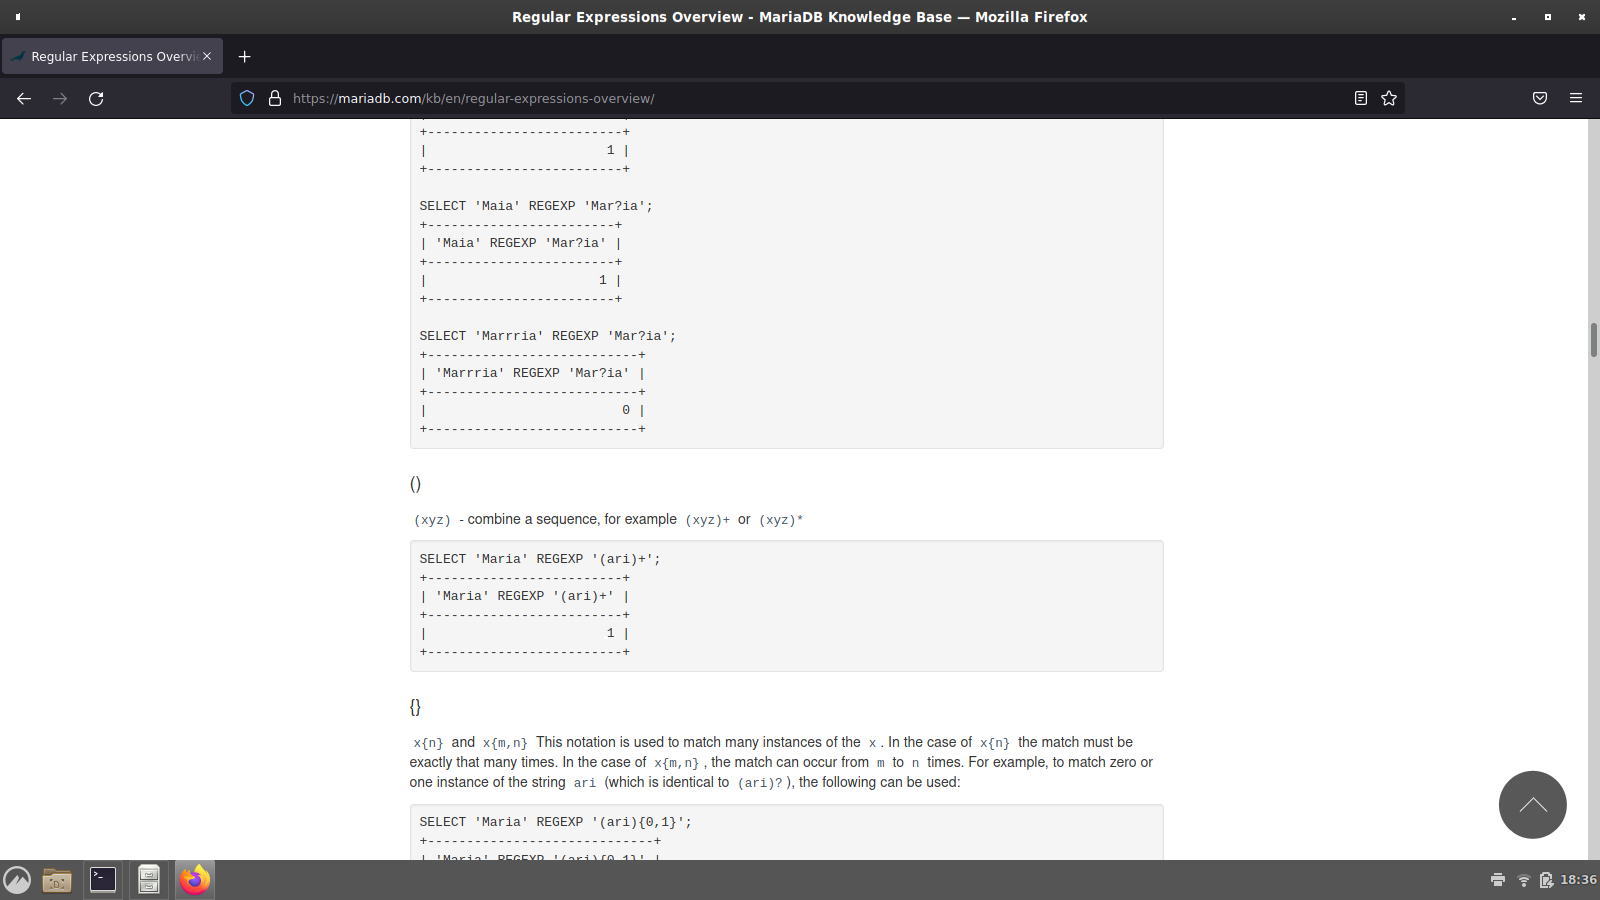 Regular Expressions Overview - MariaDB Knowledge Base — Mozilla Firefox
Regular Expressions Overvi
https://mariadb.com/kb/en/regular-expressions-overview/
+-------------------------+
|                       1 |
+-------------------------+
SELECT 'Maia' REGEXP 'Mar?ia';
+------------------------+
| 'Maia' REGEXP 'Mar?ia' |
+------------------------+
|                      1 |
+------------------------+
SELECT 'Marrria' REGEXP 'Mar?ia';
+---------------------------+
| 'Marrria' REGEXP 'Mar?ia' |
+---------------------------+
|                         0 |
+---------------------------+
()
(xyz) - combine a sequence, for example (xyz)+ or (xyz)*
SELECT 'Maria' REGEXP '(ari)+';
+-------------------------+
| 'Maria' REGEXP '(ari)+' |
+-------------------------+
|                       1 |
+-------------------------+
{}
x{n} and x{m,n} This notation is used to match many instances of the x. In the case of x{n} the match must be
exactly that many times. In the case of x{m,n}, the match can occur from m to n times. For example, to match zero or
one instance of the string ari (which is identical to (ari)?), the following can be used:
SELECT 'Maria' REGEXP '(ari){0,1}';
+-----------------------------+
| 'Maria' REGEXP '(ari){0,1}' |
18:36